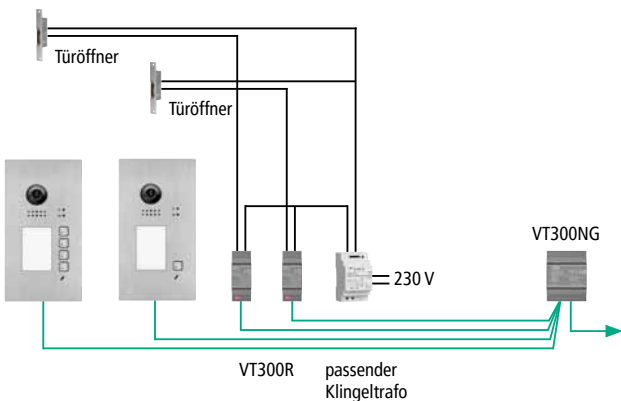 Türöffner
Türöffner
VT300NG
230 V
VT300R
passender
Klingeltrafo